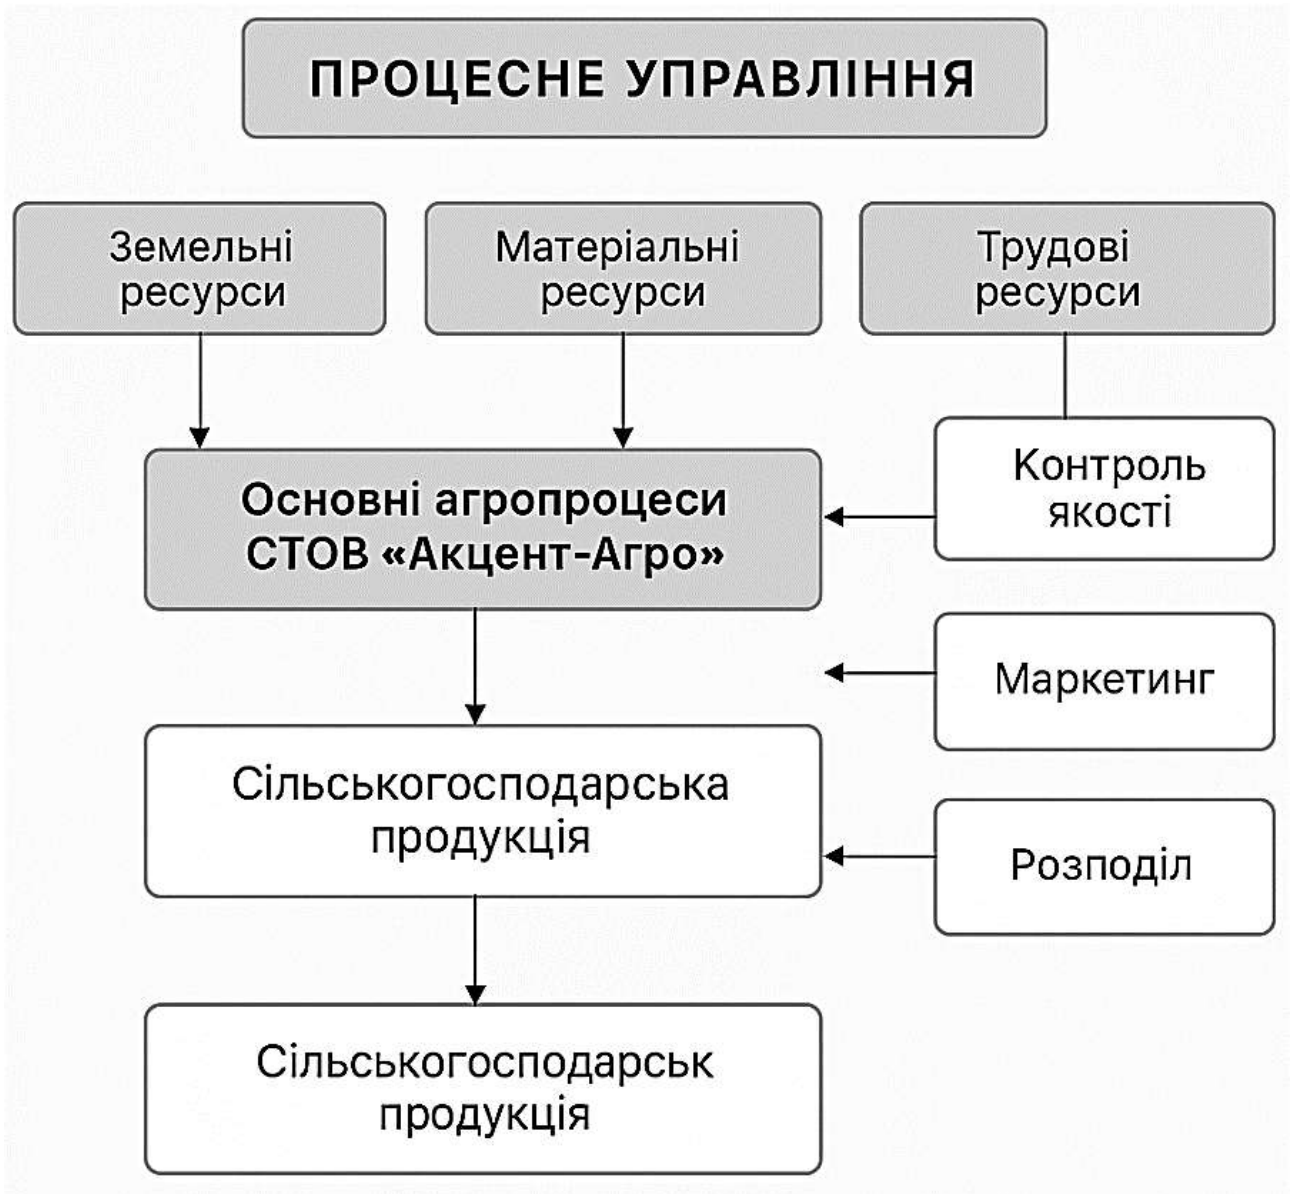 ПРОЦЕСНЕ УПРАВЛІННЯ
Земельні
ресурси
Матеріальні
ресурси
Трудові
ресурси
Основні агропроцеси
СТОВ «Акцент-Агро»
Контроль
якості
Маркетинг
Сільськогосподарська
продукція
Розподіл
Сільськогосподарськ
продукція